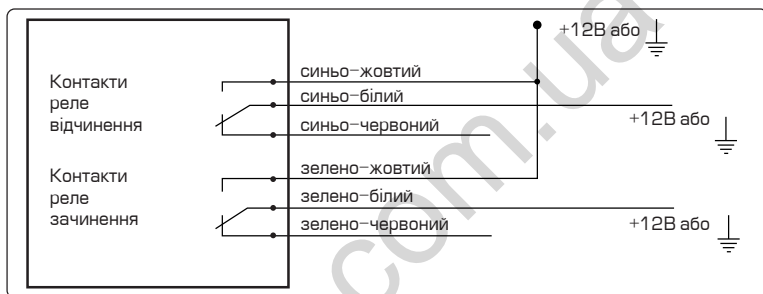 +12В або
Контакти
реле
відчинення
синьо-жовтий
синьо-білий
синьо-червоний
+12В або
Контакти
реле
зачинення
зелено-жовтий
зелено-білий
зелено-червоний
+12В або
com.ua